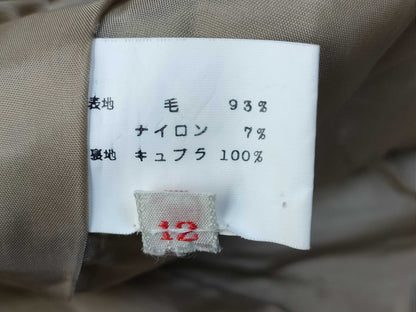 表地 毛 93%
ナイロン 7%
裏地 キュプラ 100%
12